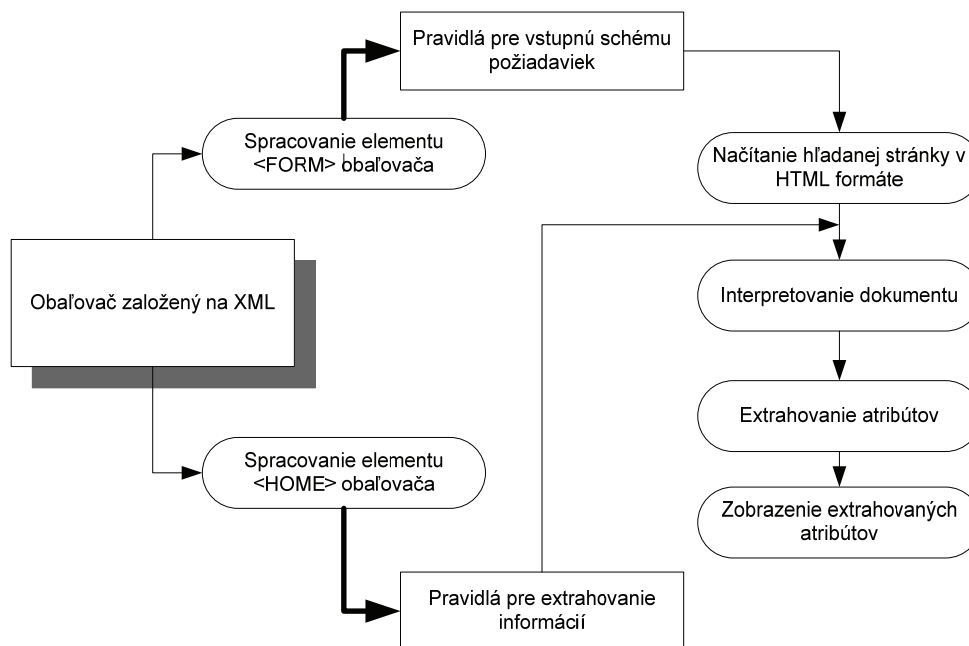 Pravidlá pre vstupnú schému
požiadaviek
Spracovanie elementu
<FORM> obaľovača
Načítanie hľadanej stránky v
HTML formáte
Obaľovač založený na XML
Interpretovanie dokumentu
Extrahovanie atribútov
Spracovanie elementu
<HOME> obaľovača
Zobrazenie extrahovaných
atribútov
Pravidlá pre extrahovanie
informácií